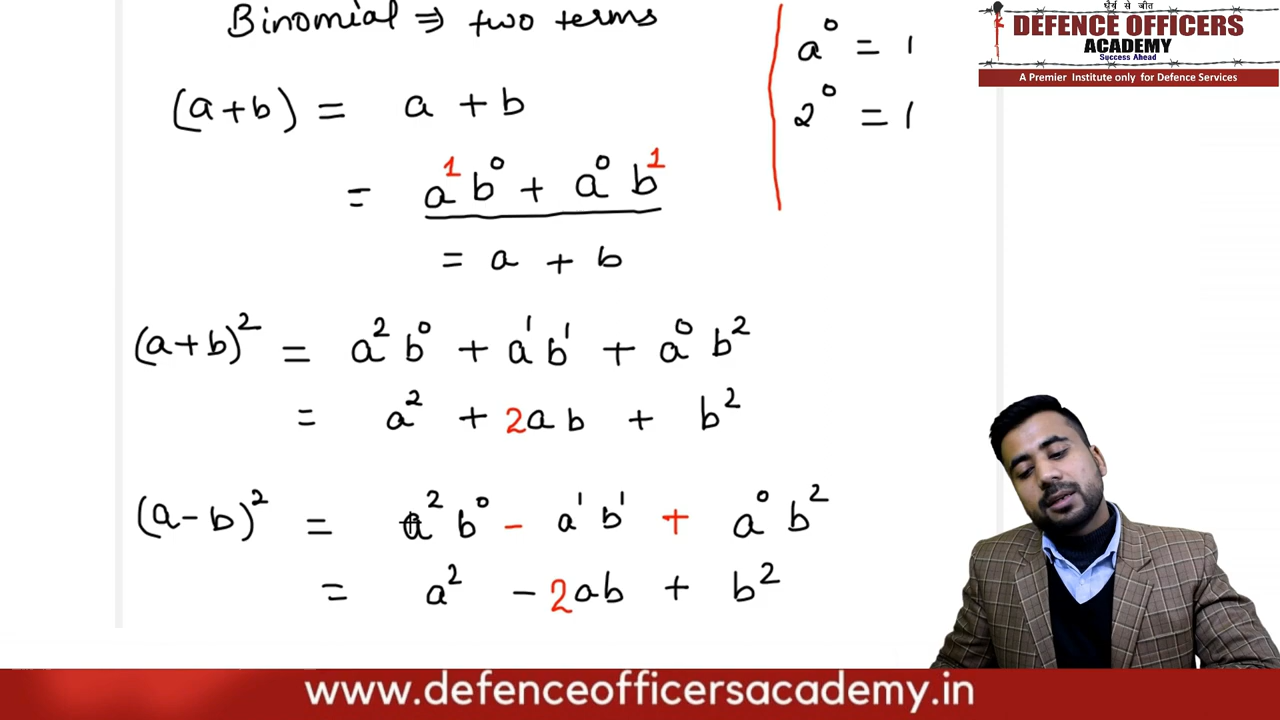 Binomial ⇒ two terms
(a+b) = a + b
= a¹b⁰ + a⁰b¹
= a + b
(a+b)² = a²b⁰ + a¹b¹ + a⁰b²
= a² + 2ab + b²
(a-b)² = a²b⁰ - a¹b¹ + a⁰b²
= a² - 2ab + b²
a⁰ = 1
2⁰ = 1
धैर्य से जीत
DEFENCE OFFICERS
ACADEMY
Success Ahead
A Premier Institute only for Defence Services
www.defenceofficersacademy.in